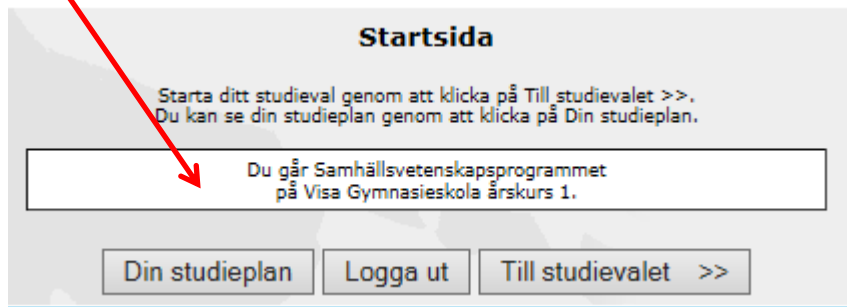 Startsida
Starta ditt studieval genom att klicka på Till studievalet >>.
Du kan se din studieplan genom att klicka på Din studieplan.
Du går Samhällsvetenskapsprogrammet
på Visa Gymnasieskola årskurs 1.
Din studieplan Logga ut Till studievalet >>